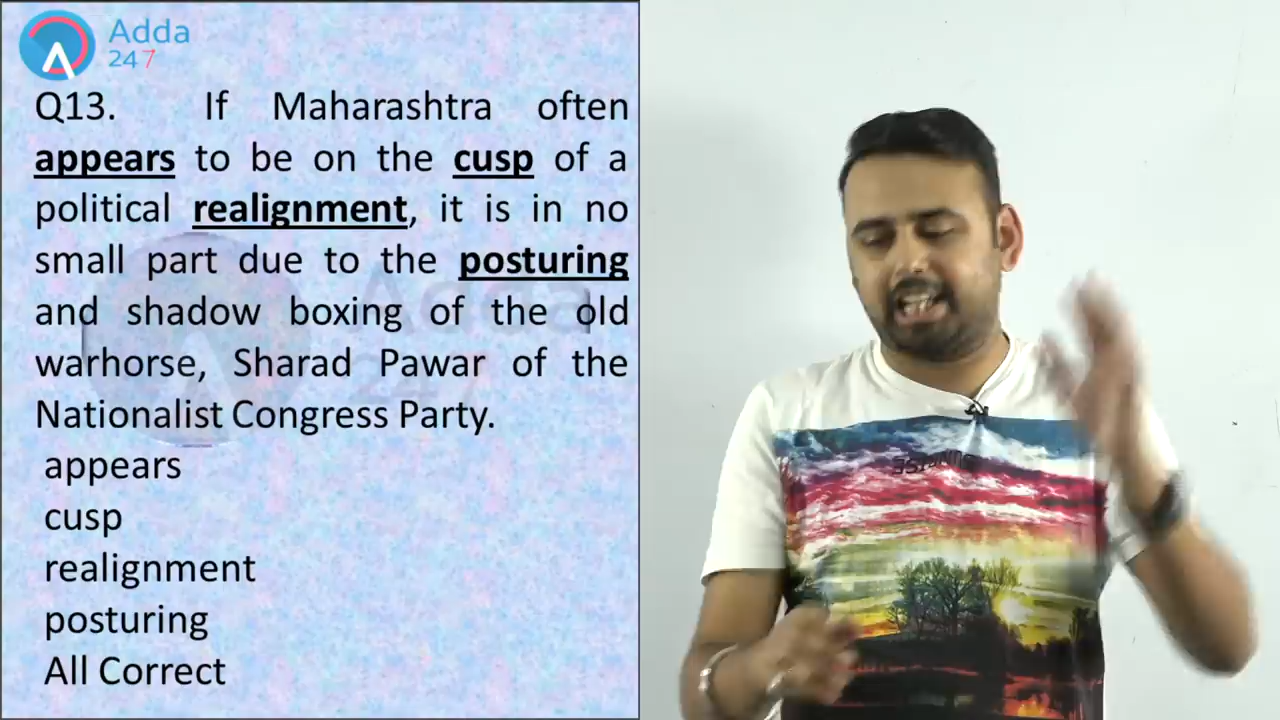 Adda
247
Q13. If Maharashtra often
appears to be on the cusp of a
political realignment, it is in no
small part due to the posturing
and shadow boxing of the old
warhorse, Sharad Pawar of the
Nationalist Congress Party.
appears
cusp
realignment
posturing
All Correct